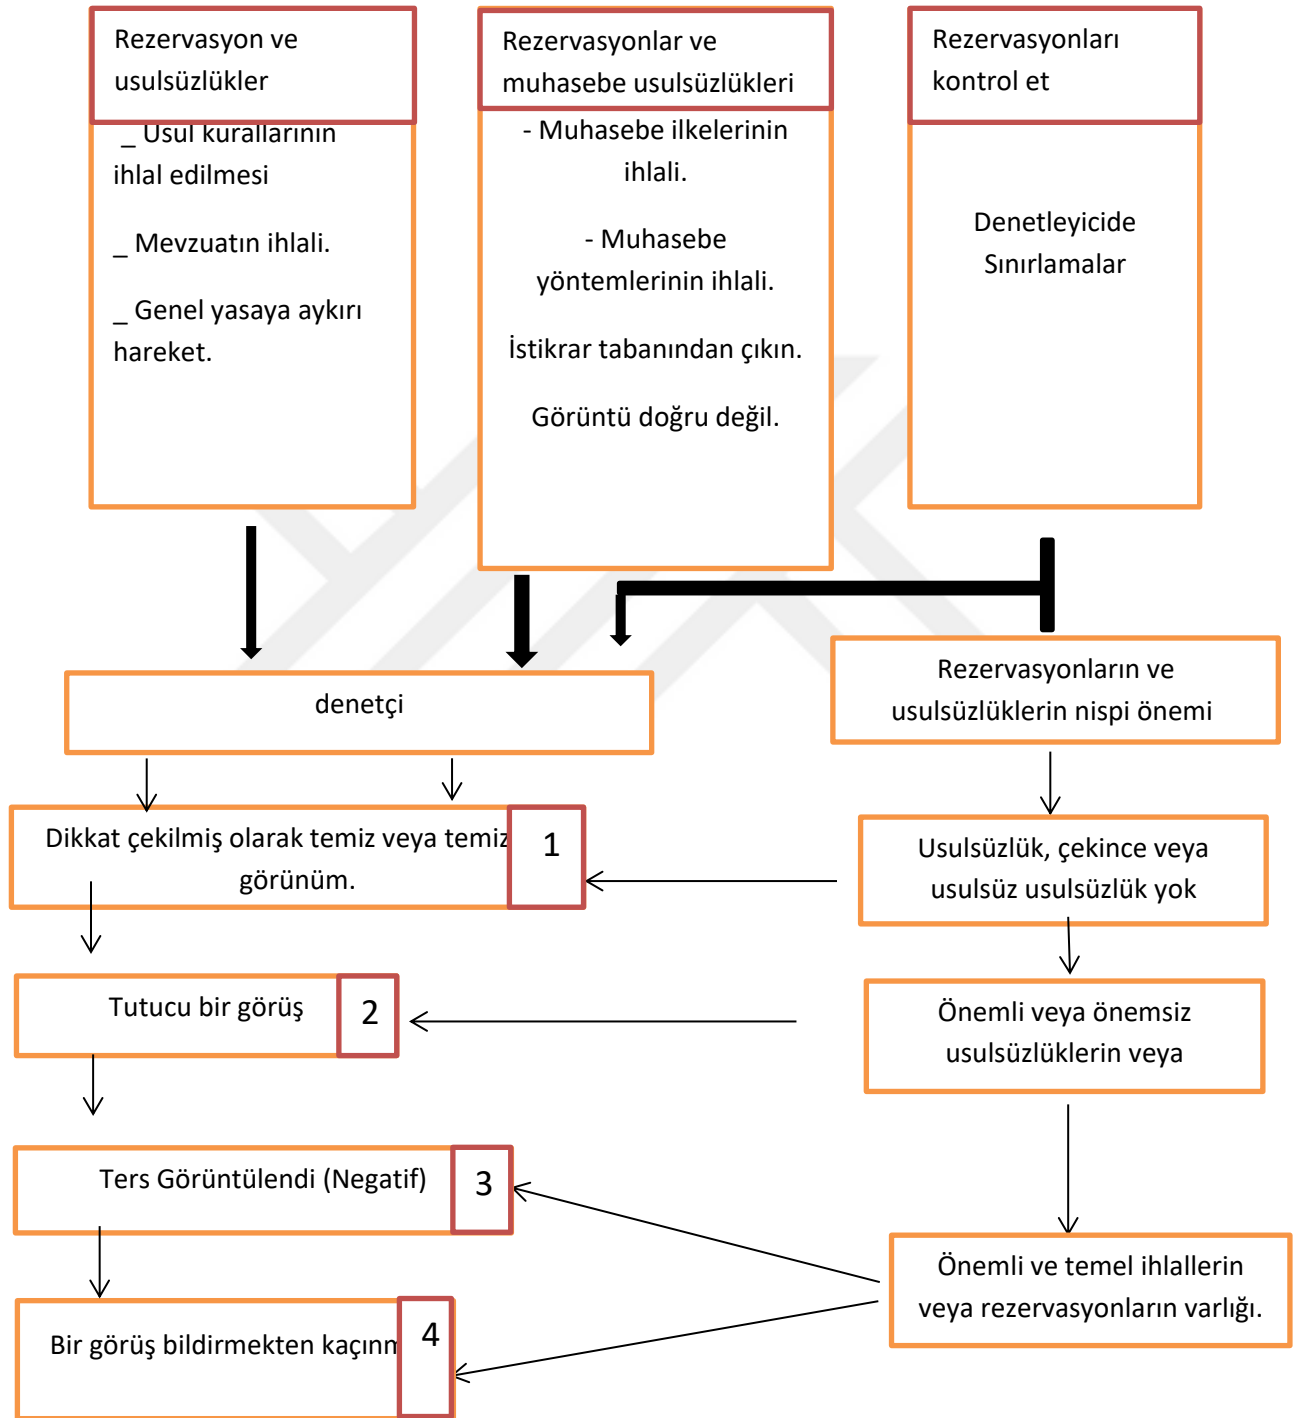 Rezervasyon ve
usulsüzlükler
_ Usul kurallarının
ihlal edilmesi
_ Mevzuatın ihlali.
_ Genel yasaya aykırı
hareket.
Rezervasyonlar ve
muhasebe usulsüzlükleri
- Muhasebe ilkelerinin
ihlali.
- Muhasebe
yöntemlerinin ihlali.
İstikrar tabanından çıkın.
Görüntü doğru değil.
Rezervasyonları
kontrol et
Denetleyicide
Sınırlamalar
denetçi
Rezervasyonların ve
usulsüzlüklerin nispi önemi
Dikkat çekilmiş olarak temiz veya temiz
görünüm.
1
Usulsüzlük, çekince veya
usulsüz usulsüzlük yok
Tutucu bir görüş
2
Önemli veya önemsiz
usulsüzlüklerin veya
Ters Görüntülendi (Negatif)
3
Önemli ve temel ihlallerin
veya rezervasyonların varlığı.
Bir görüş bildirmekten
4